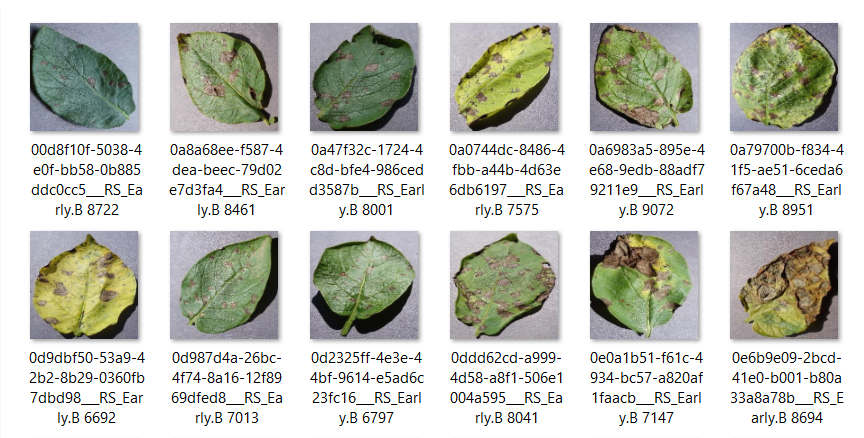 00d8f10f-5038-4
e0f-bb58-0b885
ddc0cc5___RS_Ea
rly.B 8722
0a8a68ee-f587-4
dea-beec-79d02
e7d3fa4___RS_Ear
ly.B 8461
0a47f32c-1724-4
c8d-bfe4-986ced
d3587b___RS_Earl
y.B 8001
0a0744dc-8486-4
fbb-a44b-4d63e
6db6197___RS_Ea
rly.B 7575
0a6983a5-895e-4
e68-9edb-88adf7
9211e9___RS_Earl
y.B 9072
0a79700b-f834-4
1f5-ae51-6ceda6
f67a48___RS_Earl
y.B 8951
0d9dbf50-53a9-4
2b2-8b29-0360fb
7dbd98___RS_Ear
ly.B 6692
0d987d4a-26bc-
4f74-8a16-12f89
69dfed8___RS_Ea
rly.B 7013
0d2325ff-4e3e-4
4bf-9614-e5ad6c
23fc16___RS_Earl
y.B 6797
0ddd62cd-a999-
4d58-a8f1-506e1
004a595___RS_Ea
rly.B 8041
0e0a1b51-f61c-4
934-bc57-a820af
1faacb___RS_Earl
y.B 7147
0e6b9e09-2bcd-
41e0-b001-b80a
33a8a78b___RS_E
arly.B 8694